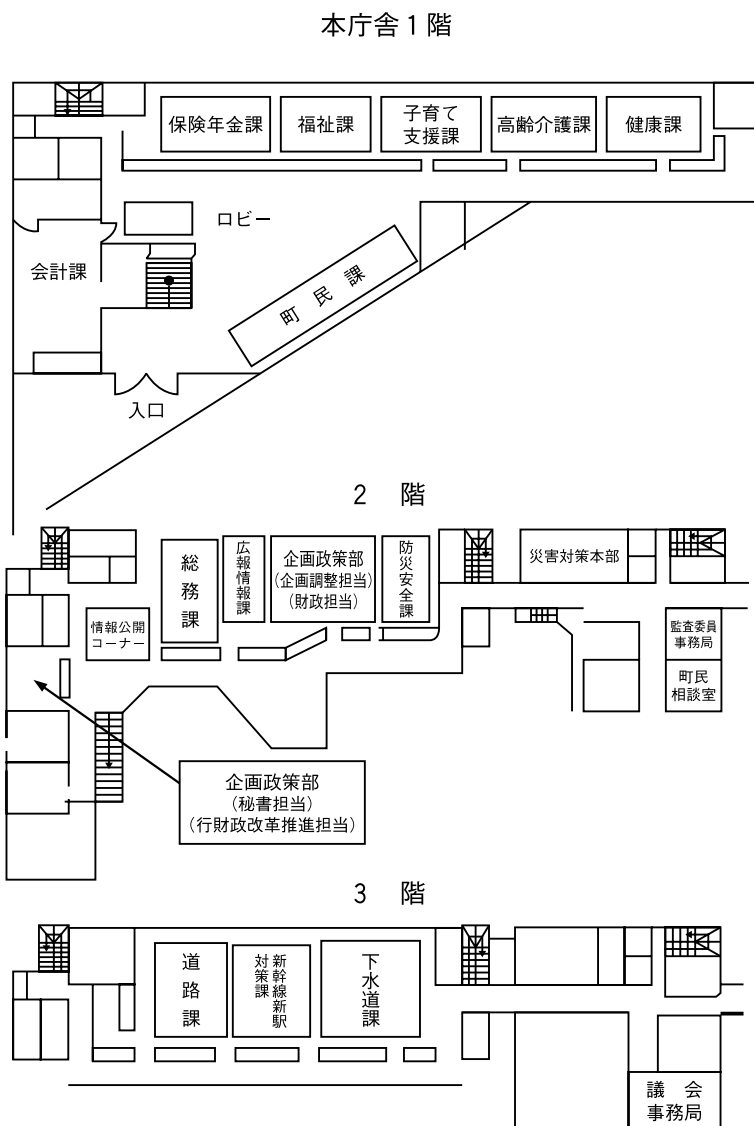 本庁舎1階
保険年金課
福祉課
子育て
支援課
高齢介護課
健康課
ロビー
会計課
町民課
入口
2 階
総務課
広報情報課
企画政策部
(企画調整担当)
(財政担当)
防災安全課
災害対策本部
情報公開
コーナー
監査委員
事務局
町民
相談室
企画政策部
(秘書担当)
(行財政改革推進担当)
3 階
道路課
新幹線新駅
対策課
下水道課
議 会
事務局